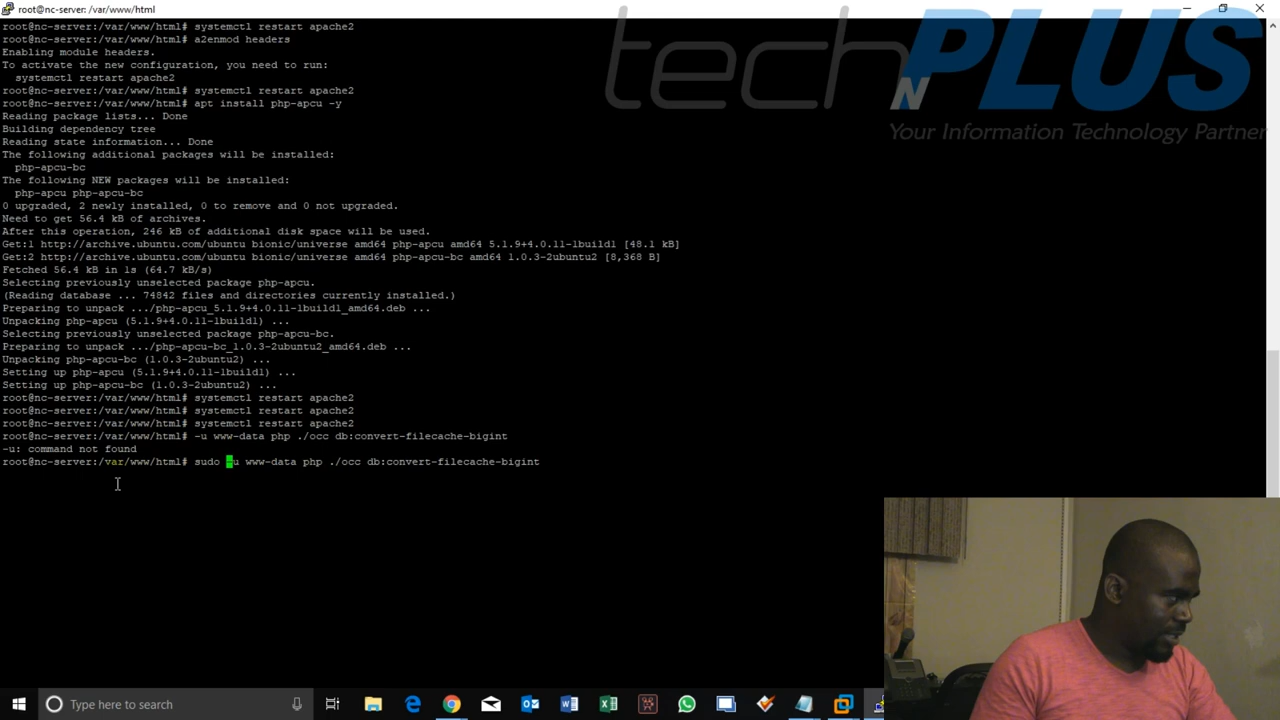 root@nc-server: /var/www/html
root@nc-server:/var/www/html# systemctl restart apache2
root@nc-server:/var/www/html# a2enmod headers
Enabling module headers.
To activate the new configuration, you need to run:
  systemctl restart apache2
root@nc-server:/var/www/html# systemctl restart apache2
root@nc-server:/var/www/html# apt install php-apcu -y
Reading package lists... Done
Building dependency tree
Reading state information... Done
The following additional packages will be installed:
  php-apcu-bc
The following NEW packages will be installed:
  php-apcu php-apcu-bc
0 upgraded, 2 newly installed, 0 to remove and 0 not upgraded.
Need to get 56.4 kB of archives.
After this operation, 246 kB of additional disk space will be used.
Get:1 http://archive.ubuntu.com/ubuntu bionic/universe amd64 php-apcu amd64 5.1.9+4.0.11-1build1 [48.1 kB]
Get:2 http://archive.ubuntu.com/ubuntu bionic/universe amd64 php-apcu-bc amd64 1.0.3-2ubuntu2 [8,368 B]
Fetched 56.4 kB in 1s (64.7 kB/s)
Selecting previously unselected package php-apcu.
(Reading database ... 74842 files and directories currently installed.)
Preparing to unpack .../php-apcu_5.1.9+4.0.11-1build1_amd64.deb ...
Unpacking php-apcu (5.1.9+4.0.11-1build1) ...
Selecting previously unselected package php-apcu-bc.
Preparing to unpack .../php-apcu-bc_1.0.3-2ubuntu2_amd64.deb ...
Unpacking php-apcu-bc (1.0.3-2ubuntu2) ...
Setting up php-apcu (5.1.9+4.0.11-1build1) ...
Setting up php-apcu-bc (1.0.3-2ubuntu2) ...
root@nc-server:/var/www/html# systemctl restart apache2
root@nc-server:/var/www/html# systemctl restart apache2
root@nc-server:/var/www/html# systemctl restart apache2
root@nc-server:/var/www/html# -u www-data php ./occ db:convert-filecache-bigint
-u: command not found
root@nc-server:/var/www/html# sudo -u www-data php ./occ db:convert-filecache-bigint
tech N PLUS
Your Information Technology Partner
Type here to search